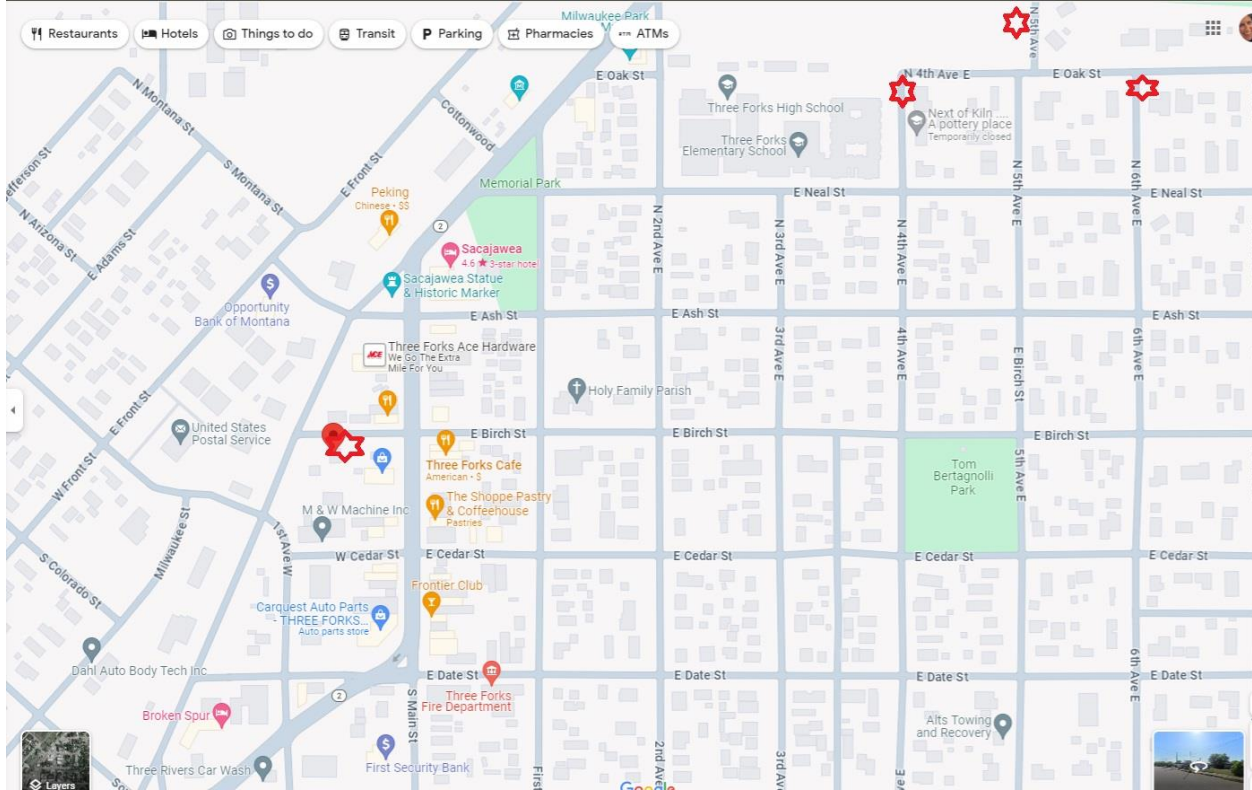 Restaurants
Hotels
Things to do
Transit
Parking
Pharmacies
ATMs
Milwaukee Park
N 5th Ave
E Oak St
N 4th Ave E
E Oak St
N Montana St
Cottonwood
Three Forks High School
Next of Kiln ....
A pottery place
Temporarily closed
Three Forks
Elementary School
S Montana St
E Front St
Memorial Park
E Neal St
N 5th Ave E
N 6th Ave E
E Neal St
Peking
Chinese • $$
2
N Arizona St
E Adams St
Sacajawea
4.6 ★ 3-star hotel
N 2nd Ave E
N 3rd Ave E
N 4th Ave E
Sacajawea Statue
& Historic Marker
Opportunity
Bank of Montana
E Ash St
E Ash St
E Ash St
ACE
Three Forks Ace Hardware
We Go The Extra
Mile For You
3rd Ave E
4th Ave E
E Birch St
6th Ave E
Holy Family Parish
E Front St
United States
Postal Service
E Birch St
E Birch St
E Birch St
Three Forks Cafe
American • $
Tom
Bertagnolli
Park
5th Ave E
W Front St
The Shoppe Pastry
& Coffeehouse
Pastries
M & W Machine Inc
Milwaukee St
1st Ave W
W Cedar St
E Cedar St
E Cedar St
E Cedar St
E Cedar St
S Colorado St
Frontier Club
Carquest Auto Parts
- THREE FORKS...
Auto parts store
Dahl Auto Body Tech Inc
E Date St
E Date St
E Date St
E Date St
6th Ave E
Three Forks
Fire Department
2
S Main St
Broken Spur
Alts Towing
and Recovery
First Security Bank
Three Rivers Car Wash
First
2nd Ave
3rd Av
Layers
Google